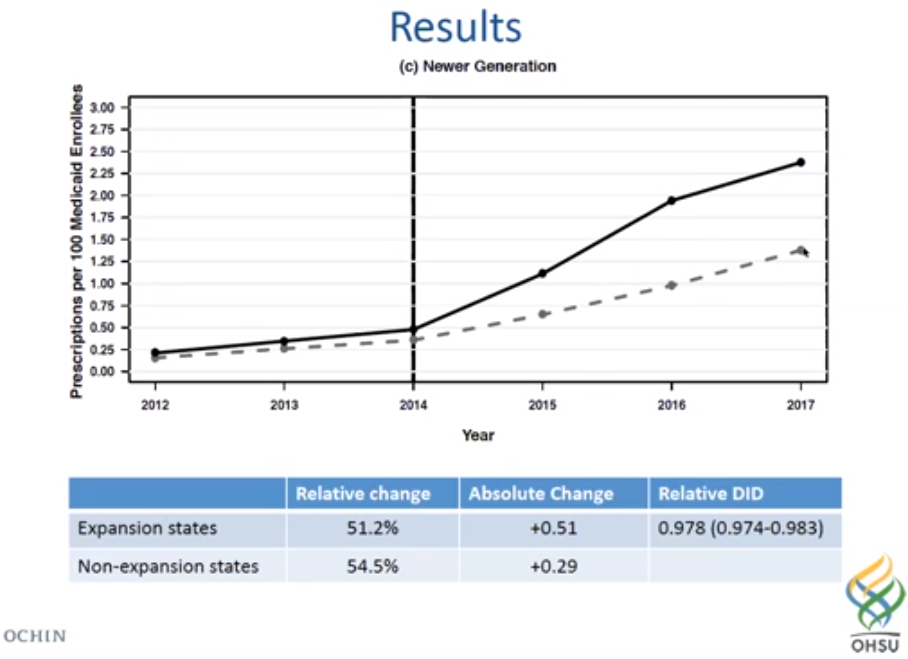 Results
(c) Newer Generation
Prescriptions per 100 Medicaid Enrollees
3.00
2.75
2.50
2.25
2.00
1.75
1.50
1.25
1.00
0.75
0.50
0.25
0.00
2012 2013 2014 2015 2016 2017
Year
Relative change Absolute Change Relative DID
Expansion states 51.2% +0.51 0.978 (0.974-0.983)
Non-expansion states 54.5% +0.29
OCHIN
OHSU